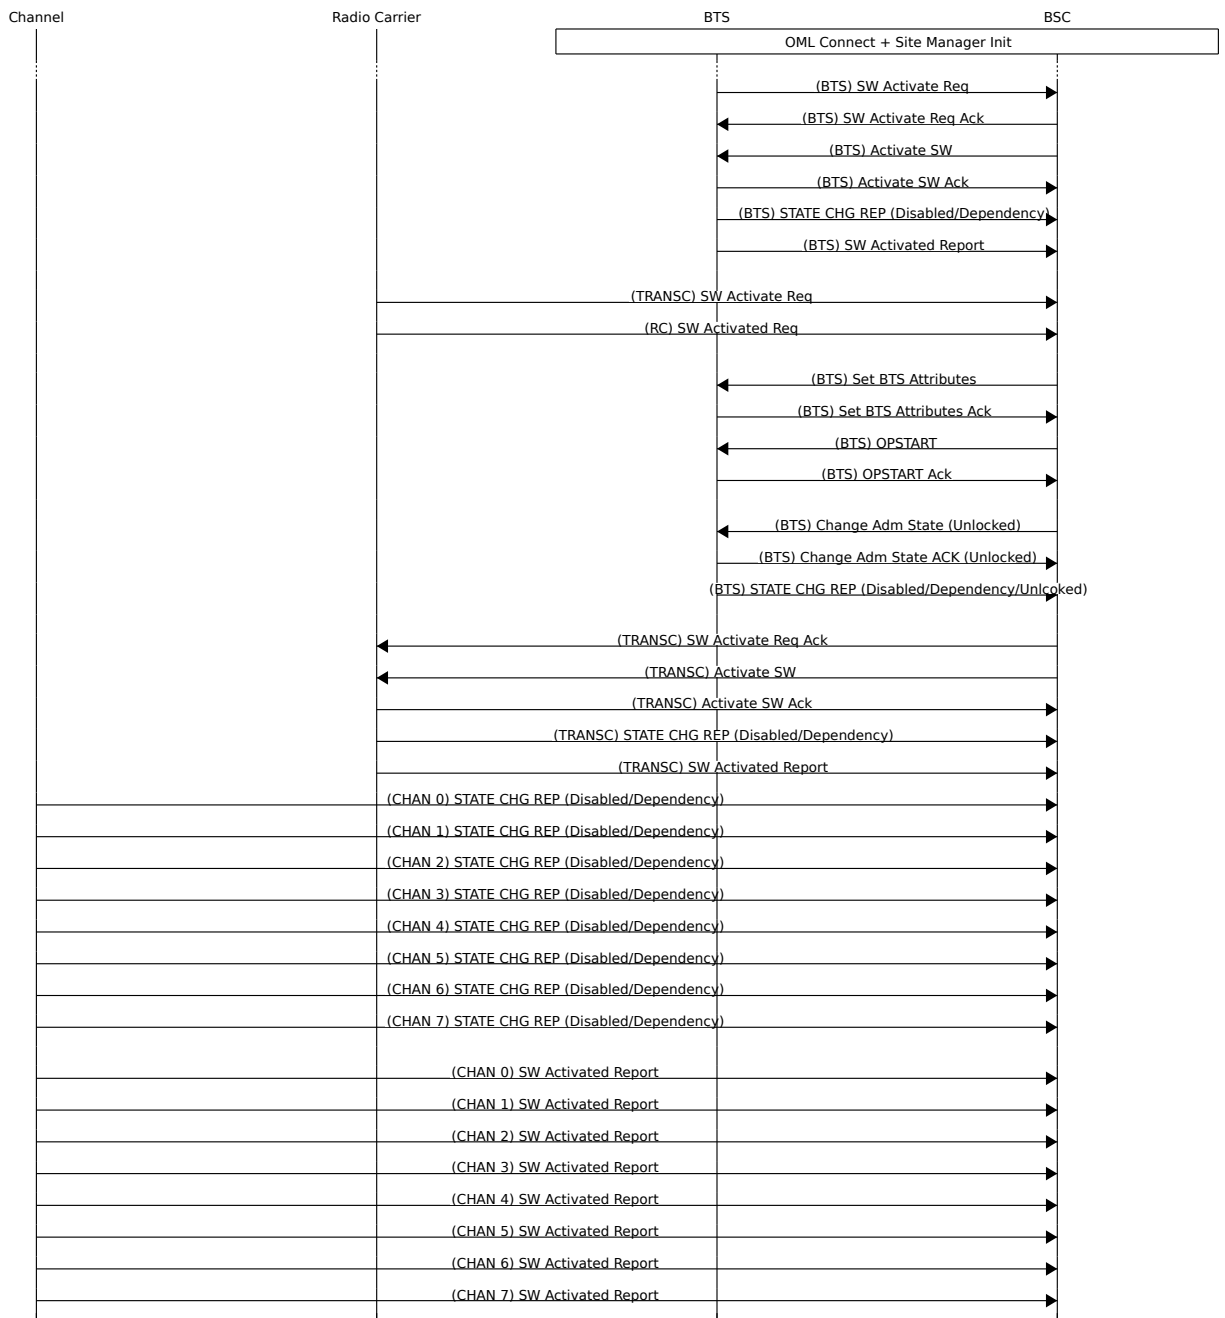 Channel Radio Carrier BTS BSC
OML Connect + Site Manager Init
(BTS) SW Activate Req
(BTS) SW Activate Req Ack
(BTS) Activate SW
(BTS) Activate SW Ack
(BTS) STATE CHG REP (Disabled/Dependency)
(BTS) SW Activated Report
(TRANSC) SW Activate Req
(RC) SW Activated Req
(BTS) Set BTS Attributes
(BTS) Set BTS Attributes Ack
(BTS) OPSTART
(BTS) OPSTART Ack
(BTS) Change Adm State (Unlocked)
(BTS) Change Adm State ACK (Unlocked)
(BTS) STATE CHG REP (Disabled/Dependency/Unlcoked)
(TRANSC) SW Activate Req Ack
(TRANSC) Activate SW
(TRANSC) Activate SW Ack
(TRANSC) STATE CHG REP (Disabled/Dependency)
(TRANSC) SW Activated Report
(CHAN 0) STATE CHG REP (Disabled/Dependency)
(CHAN 1) STATE CHG REP (Disabled/Dependency)
(CHAN 2) STATE CHG REP (Disabled/Dependency)
(CHAN 3) STATE CHG REP (Disabled/Dependency)
(CHAN 4) STATE CHG REP (Disabled/Dependency)
(CHAN 5) STATE CHG REP (Disabled/Dependency)
(CHAN 6) STATE CHG REP (Disabled/Dependency)
(CHAN 7) STATE CHG REP (Disabled/Dependency)
(CHAN 0) SW Activated Report
(CHAN 1) SW Activated Report
(CHAN 2) SW Activated Report
(CHAN 3) SW Activated Report
(CHAN 4) SW Activated Report
(CHAN 5) SW Activated Report
(CHAN 6) SW Activated Report
(CHAN 7) SW Activated Report